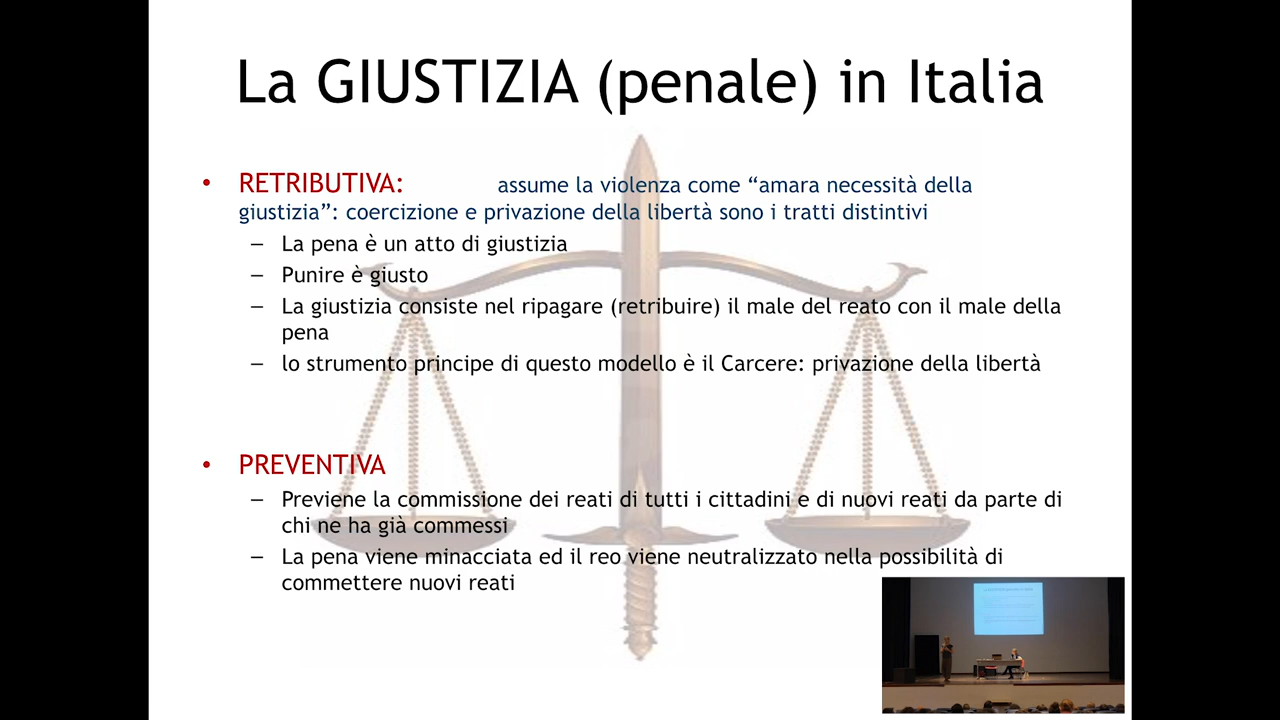 La GIUSTIZIA (penale) in Italia
• RETRIBUTIVA: assume la violenza come “amara necessità della
giustizia”: coercizione e privazione della libertà sono i tratti distintivi
– La pena è un atto di giustizia
– Punire è giusto
– La giustizia consiste nel ripagare (retribuire) il male del reato con il male della
pena
– lo strumento principe di questo modello è il Carcere: privazione della libertà
• PREVENTIVA
– Previene la commissione dei reati di tutti i cittadini e di nuovi reati da parte di
chi ne ha già commessi
– La pena viene minacciata ed il reo viene neutralizzato nella possibilità di
commettere nuovi reati